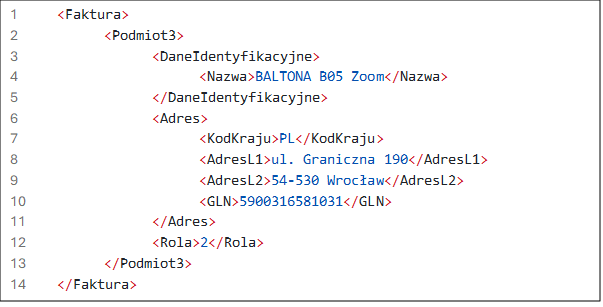 1 <Faktura>
2 <Podmiot3>
3 <DaneIdentyfikacyjne>
4 <Nazwa>BALTONA B05 Zoom</Nazwa>
5 </DaneIdentyfikacyjne>
6 <Adres>
7 <KodKraju>PL</KodKraju>
8 <AdresL1>ul. Graniczna 190</AdresL1>
9 <AdresL2>54-530 Wrocław</AdresL2>
10 <GLN>5900316581031</GLN>
11 </Adres>
12 <Rola>2</Rola>
13 </Podmiot3>
14 </Faktura>